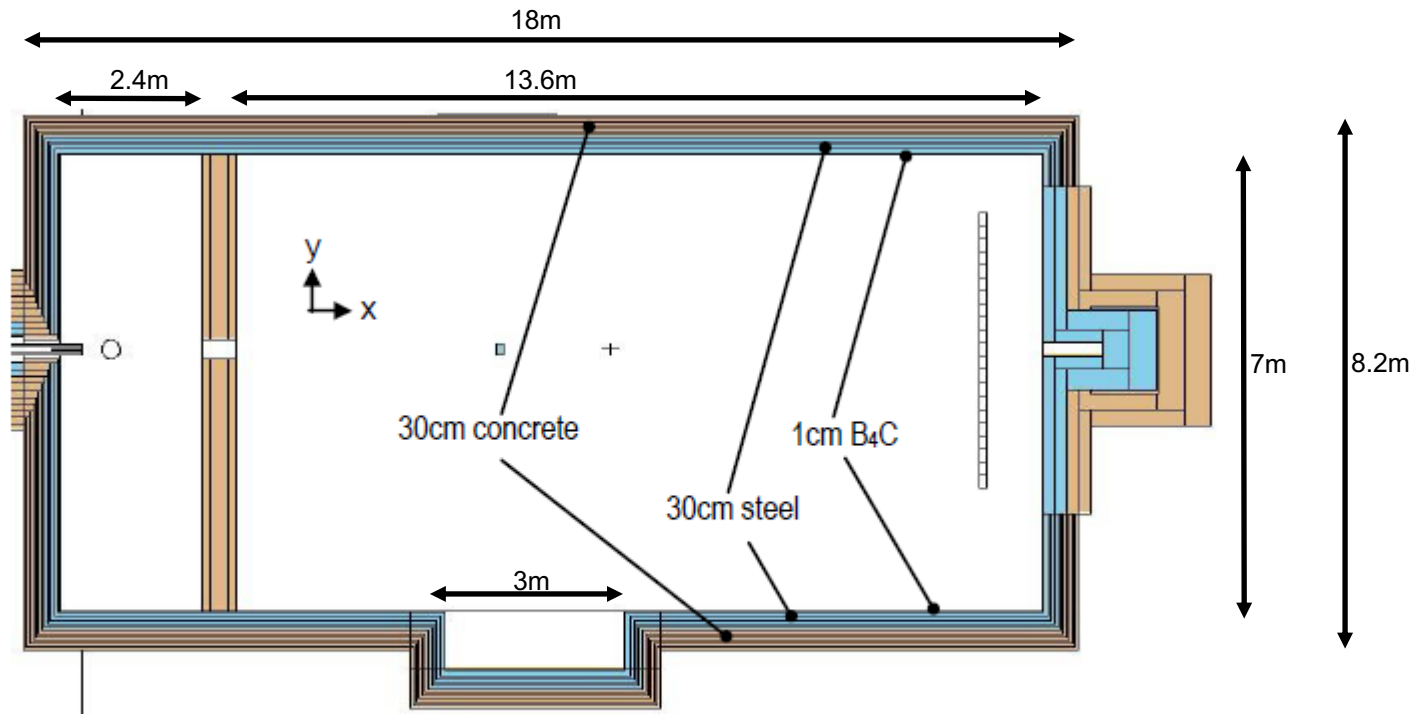 18m
2.4m
13.6m
y
x
7m
8.2m
30cm concrete
1cm B₄C
30cm steel
3m